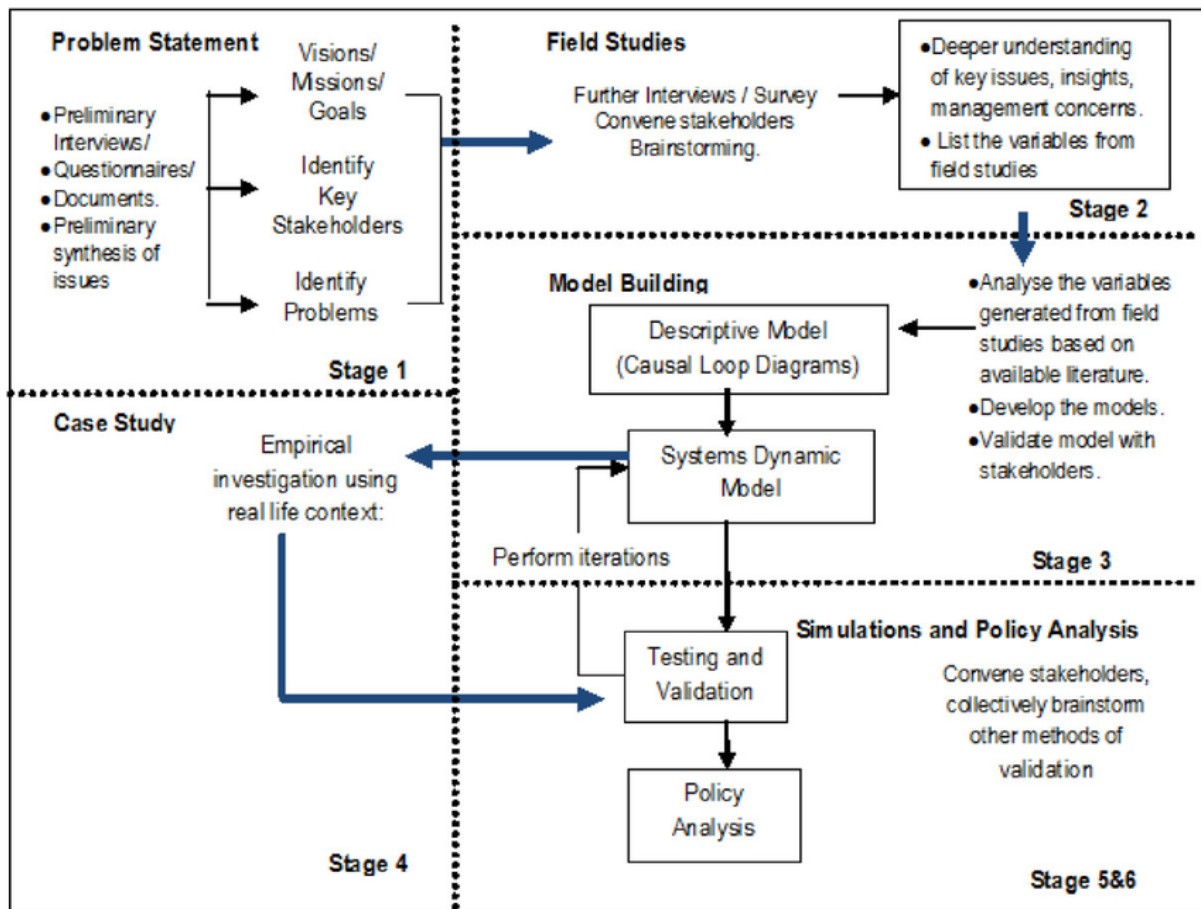 Problem Statement
●Preliminary
Interviews/
●Questionnaires/
●Documents.
●Preliminary
synthesis of
issues
Visions/
Missions/
Goals
Identify
Key
Stakeholders
Identify
Problems
Stage 1
Field Studies
Further Interviews / Survey
Convene stakeholders
Brainstorming.
●Deeper understanding
of key issues, insights,
management concerns.
● List the variables from
field studies
Stage 2
Model Building
Descriptive Model
(Causal Loop Diagrams)
Systems Dynamic
Model
●Analyse the variables
generated from field
studies based on
available literature.
●Develop the models.
●Validate model with
stakeholders.
Perform iterations
Stage 3
Case Study
Empirical
investigation using
real life context:
Stage 4
Simulations and Policy Analysis
Testing and
Validation
Policy
Analysis
Convene stakeholders,
collectively brainstorm
other methods of
validation
Stage 5&6